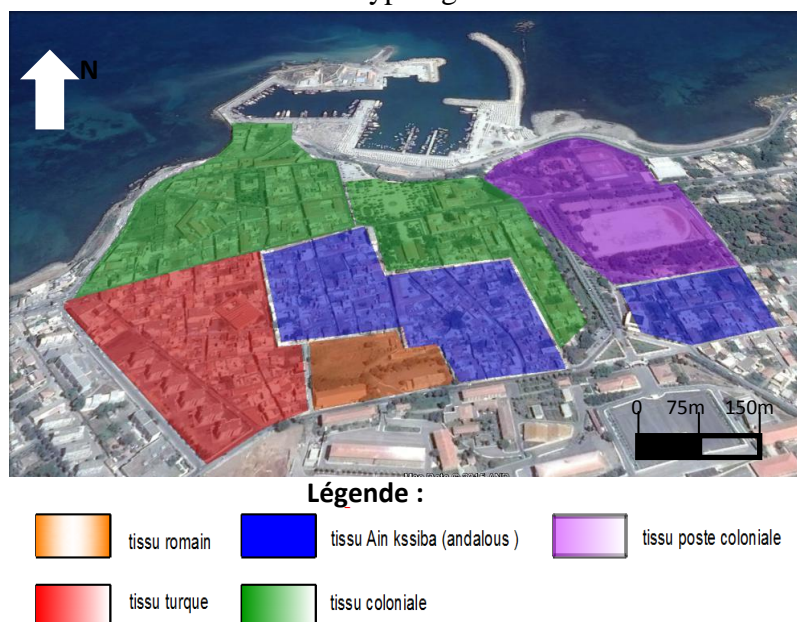 N
0 75m 150m
Légende :
tissu romain
tissu Ain kssiba (andalous )
tissu poste coloniale
tissu turque
tissu coloniale